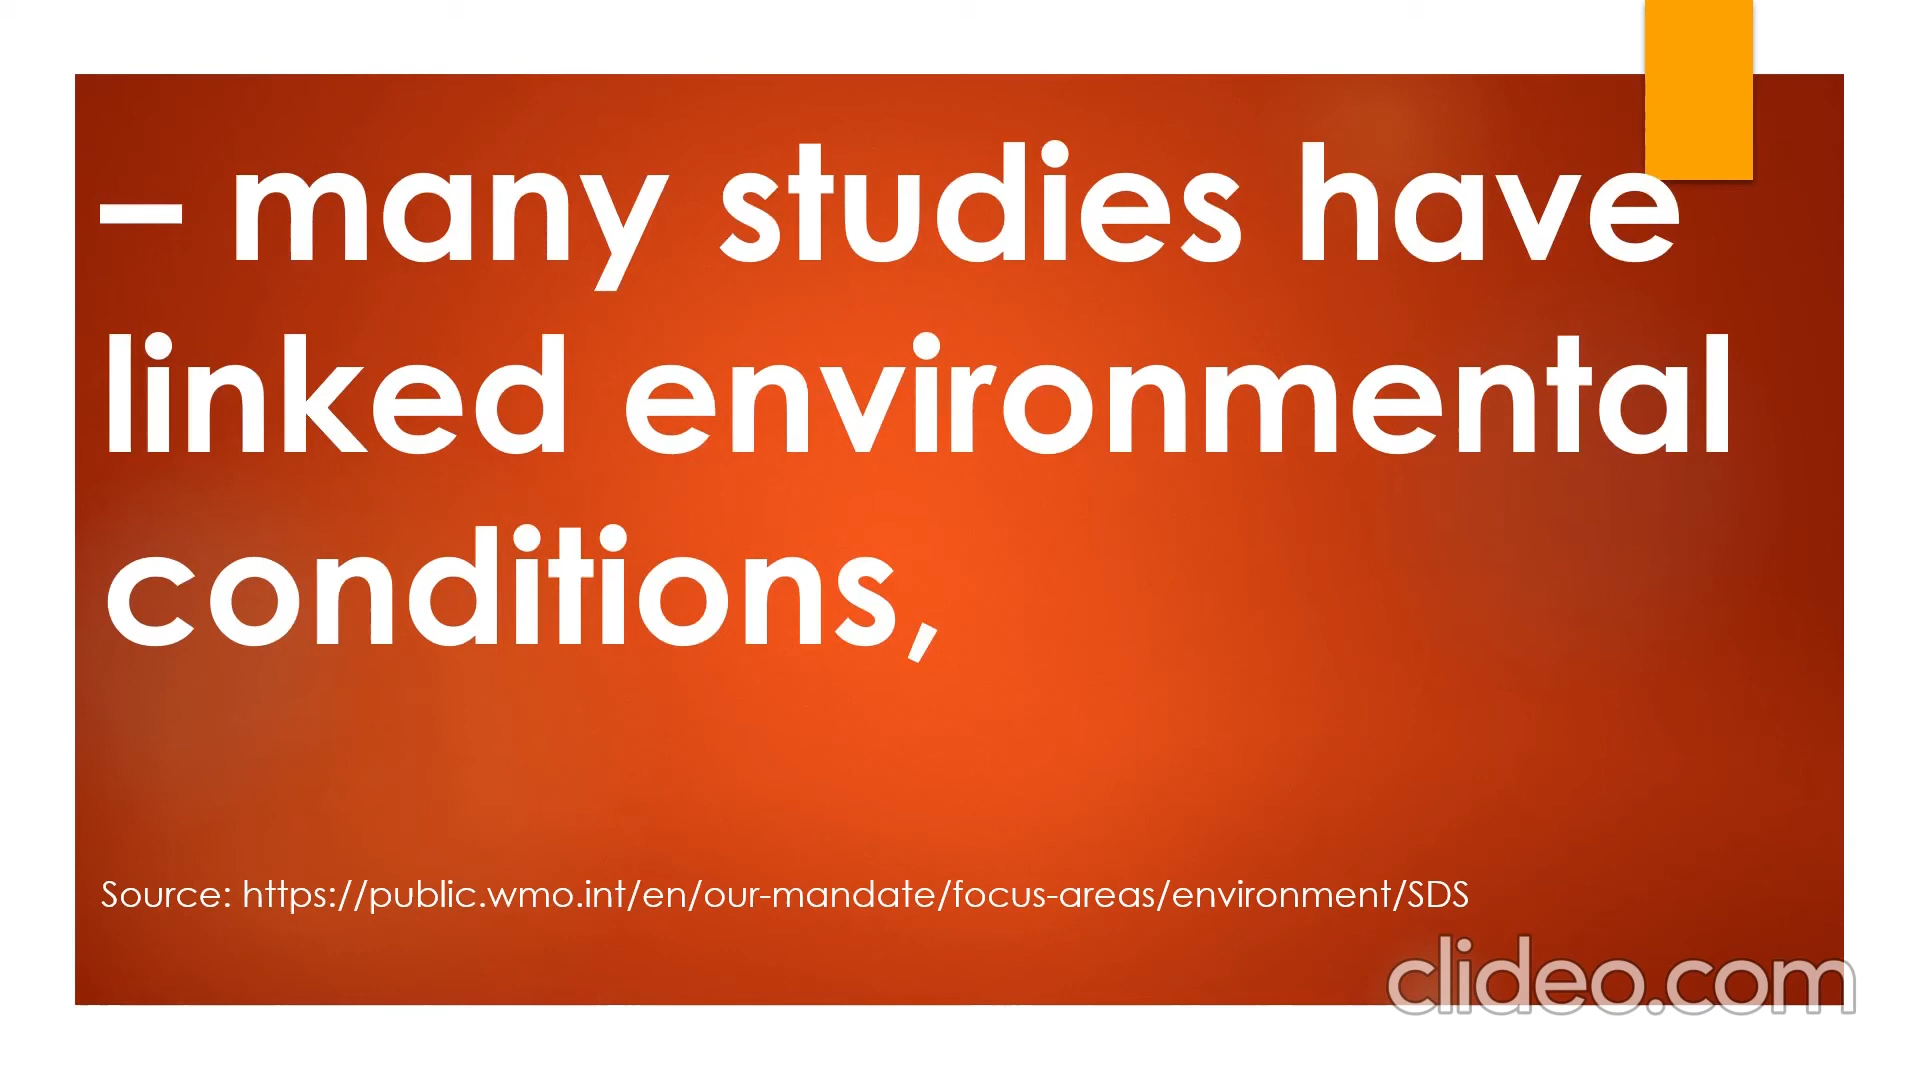 – many studies have
linked environmental
conditions,
Source: https://public.wmo.int/en/our-mandate/focus-areas/environment/SDS
clideo.com